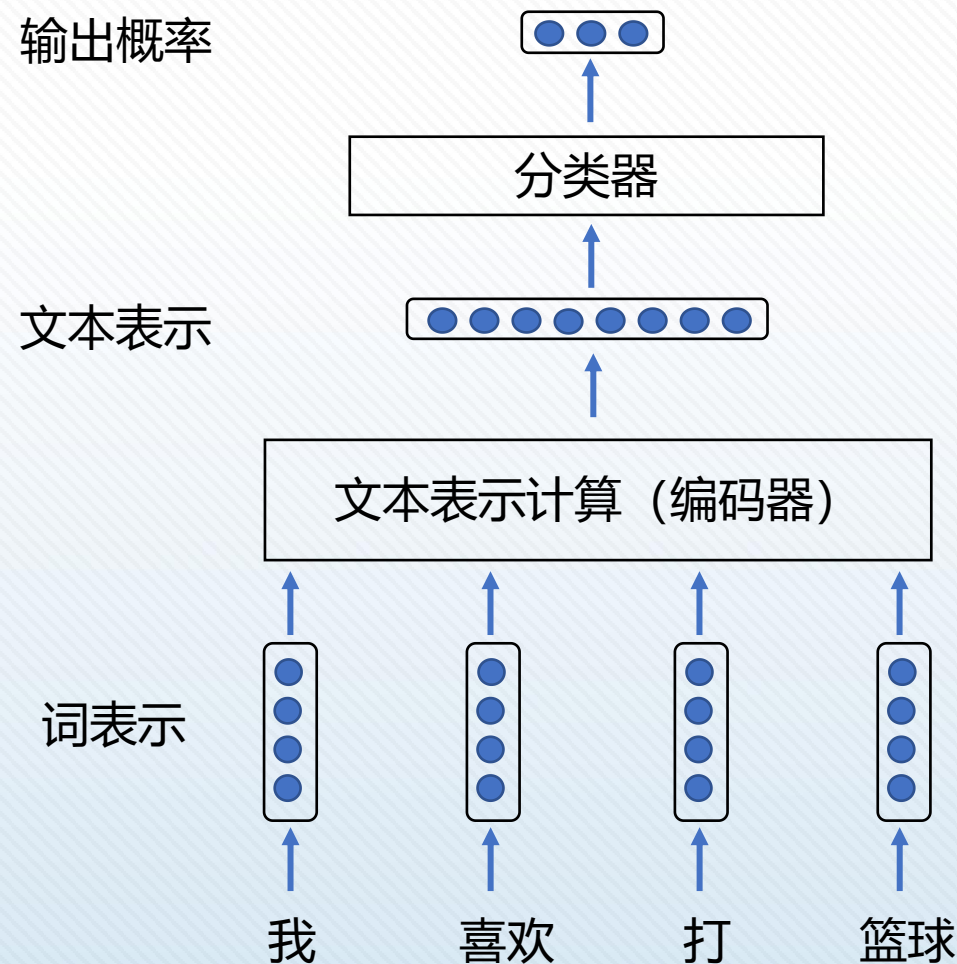 输出概率
分类器
文本表示
文本表示计算（编码器）
词表示
我 喜欢 打 篮球